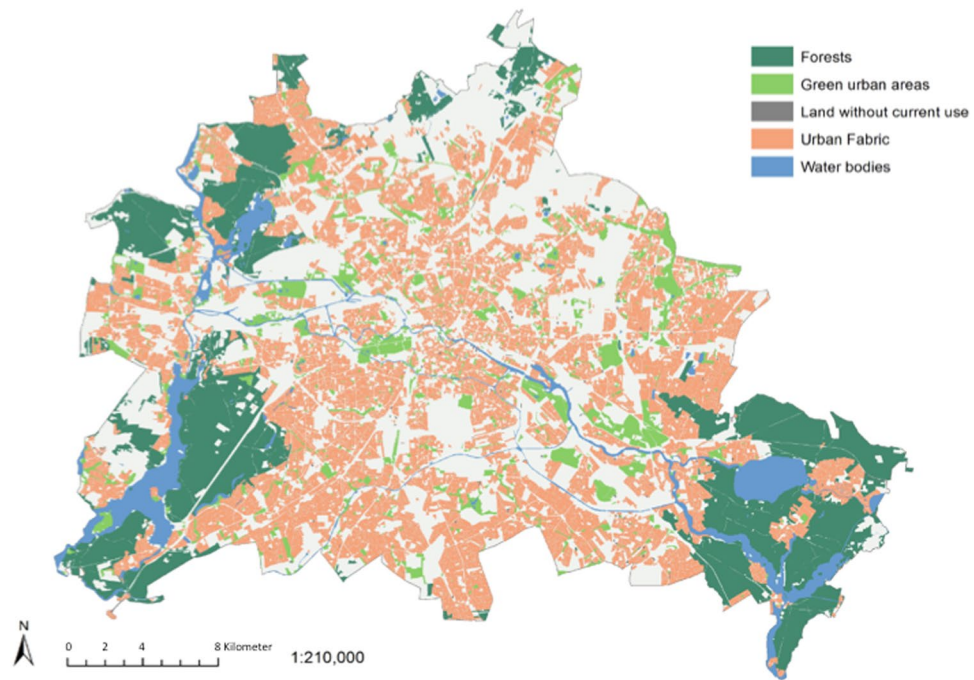 Forests
Green urban areas
Land without current use
Urban Fabric
Water bodies
N
0 2 4 8 Kilometer
1:210,000